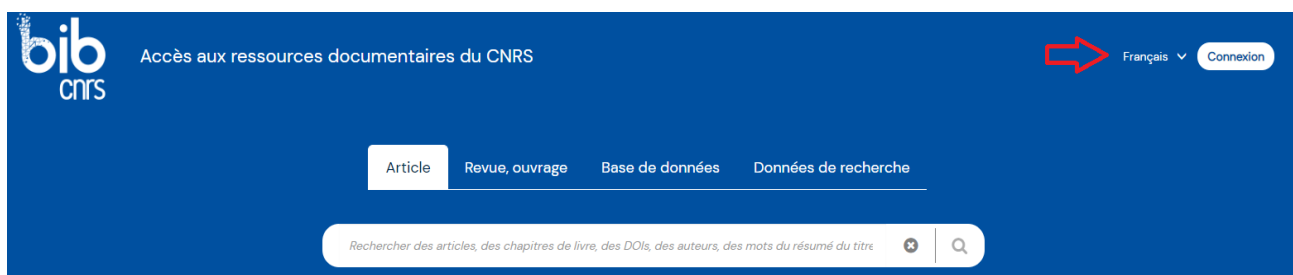 bib
cnrs
Accès aux ressources documentaires du CNRS
Français
Connexion
Article
Revue, ouvrage
Base de données
Données de recherche
Rechercher des articles, des chapitres de livre, des DOIs, des auteurs, des mots du résumé du titre